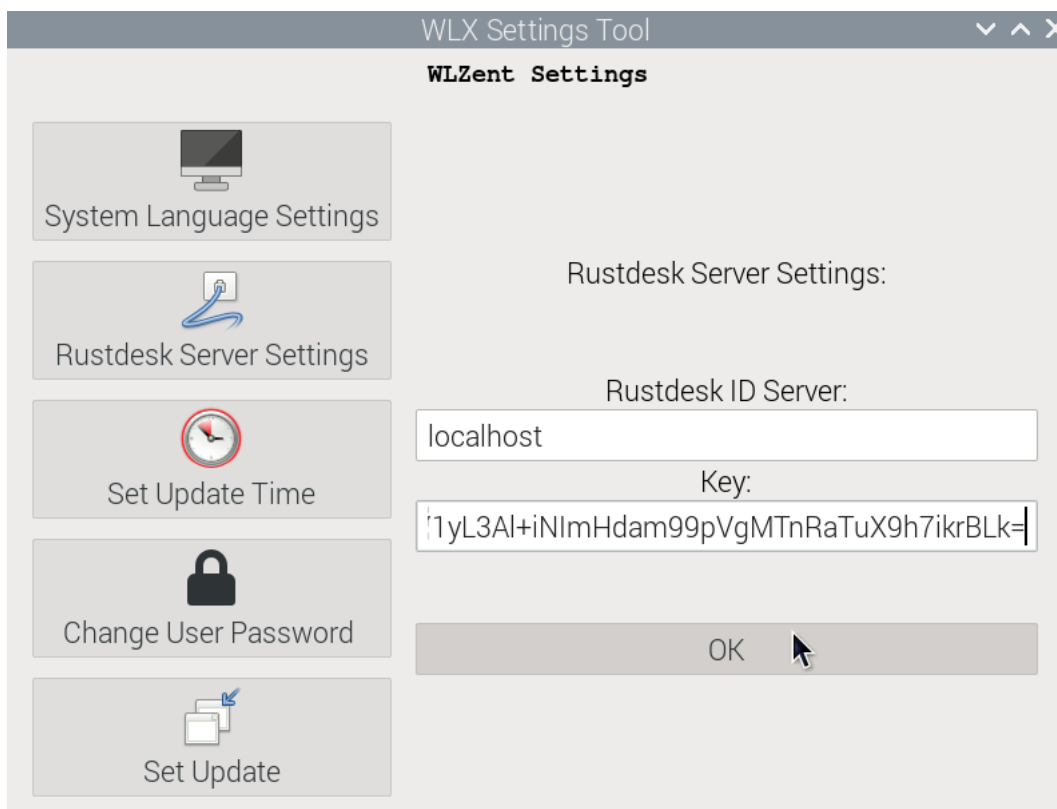 WLX Settings Tool
WLZent Settings
System Language Settings
Rustdesk Server Settings
Set Update Time
Change User Password
Set Update
Rustdesk Server Settings:
Rustdesk ID Server:
localhost
Key:
1yL3Al+iNImHdam99pVgMTnRaTuX9h7ikrBLk=
OK